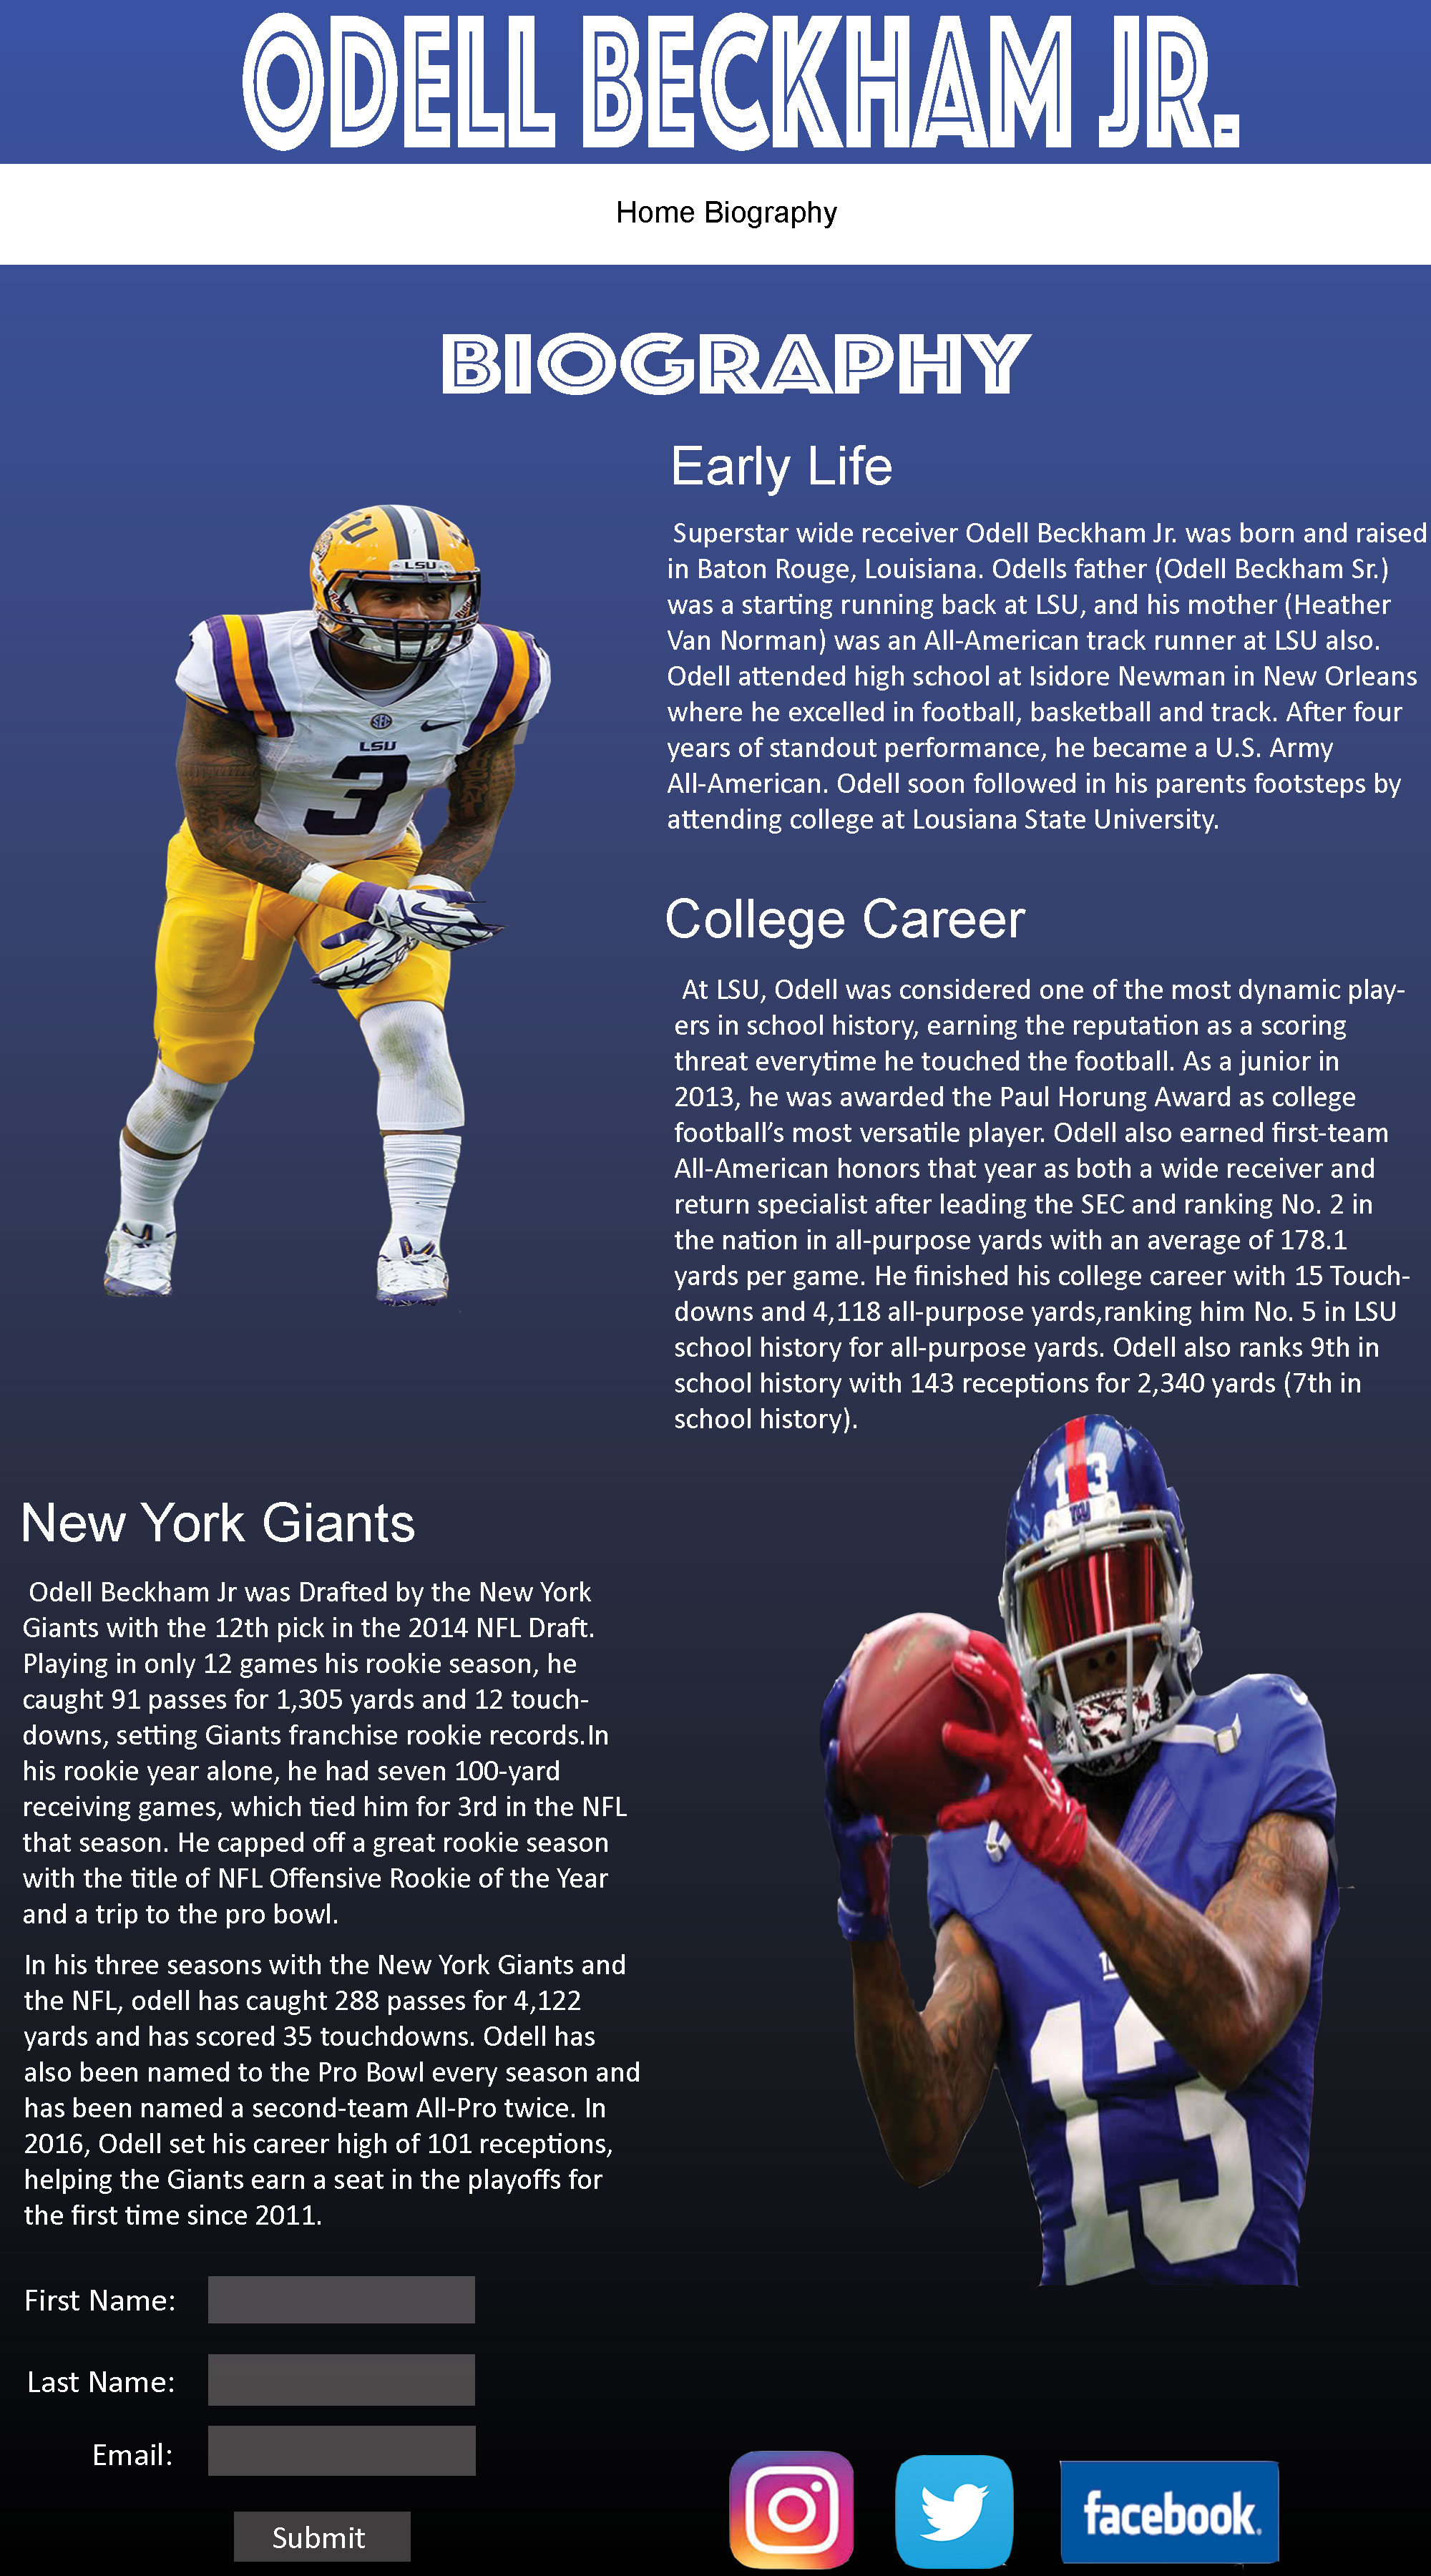 ODELL BECKHAM JR.
Home Biography
BIOGRAPHY
Early Life
Superstar wide receiver Odell Beckham Jr. was born and raised
in Baton Rouge, Louisiana. Odells father (Odell Beckham Sr.)
was a starting running back at LSU, and his mother (Heather
Van Norman) was an All-American track runner at LSU also.
Odell attended high school at Isidore Newman in New Orleans
where he excelled in football, basketball and track. After four
years of standout performance, he became a U.S. Army
All-American. Odell soon followed in his parents footsteps by
attending college at Lousiana State University.
LSU
SEC
LSU
3
College Career
At LSU, Odell was considered one of the most dynamic play-
ers in school history, earning the reputation as a scoring
threat everytime he touched the football. As a junior in
2013, he was awarded the Paul Horung Award as college
football’s most versatile player. Odell also earned first-team
All-American honors that year as both a wide receiver and
return specialist after leading the SEC and ranking No. 2 in
the nation in all-purpose yards with an average of 178.1
yards per game. He finished his college career with 15 Touch-
downs and 4,118 all-purpose yards,ranking him No. 5 in LSU
school history for all-purpose yards. Odell also ranks 9th in
school history with 143 receptions for 2,340 yards (7th in
school history).
New York Giants
Odell Beckham Jr was Drafted by the New York
Giants with the 12th pick in the 2014 NFL Draft.
Playing in only 12 games his rookie season, he
caught 91 passes for 1,305 yards and 12 touch-
downs, setting Giants franchise rookie records.In
his rookie year alone, he had seven 100-yard
receiving games, which tied him for 3rd in the NFL
that season. He capped off a great rookie season
with the title of NFL Offensive Rookie of the Year
and a trip to the pro bowl.
In his three seasons with the New York Giants and
the NFL, odell has caught 288 passes for 4,122
yards and has scored 35 touchdowns. Odell has
also been named to the Pro Bowl every season and
has been named a second-team All-Pro twice. In
2016, Odell set his career high of 101 receptions,
helping the Giants earn a seat in the playoffs for
the first time since 2011.
13
13
First Name:
Last Name:
Email:
Submit
facebook.